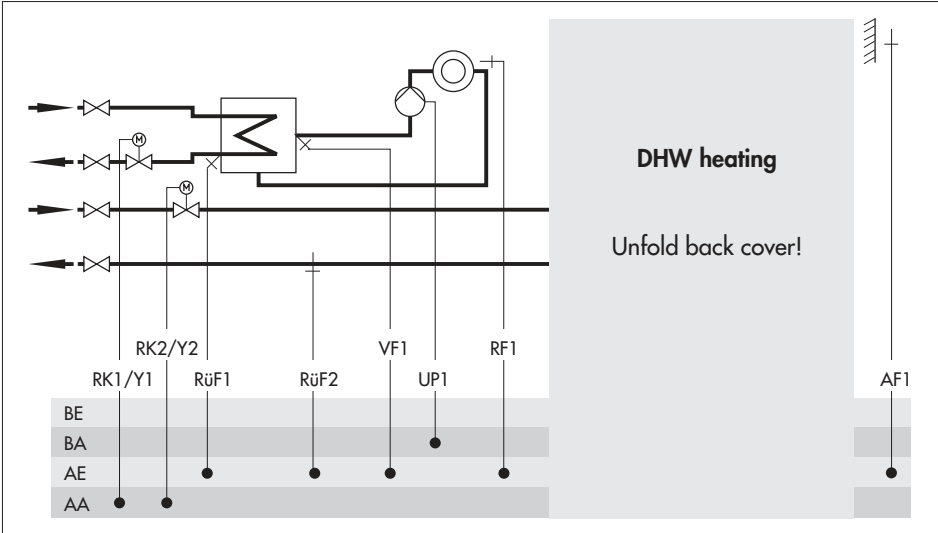 M
M
DHW heating
Unfold back cover!
RK2/Y2 VF1 RF1
RK1/Y1 RüF1 RüF2 UP1 AF1
BE
BA
AE
AA